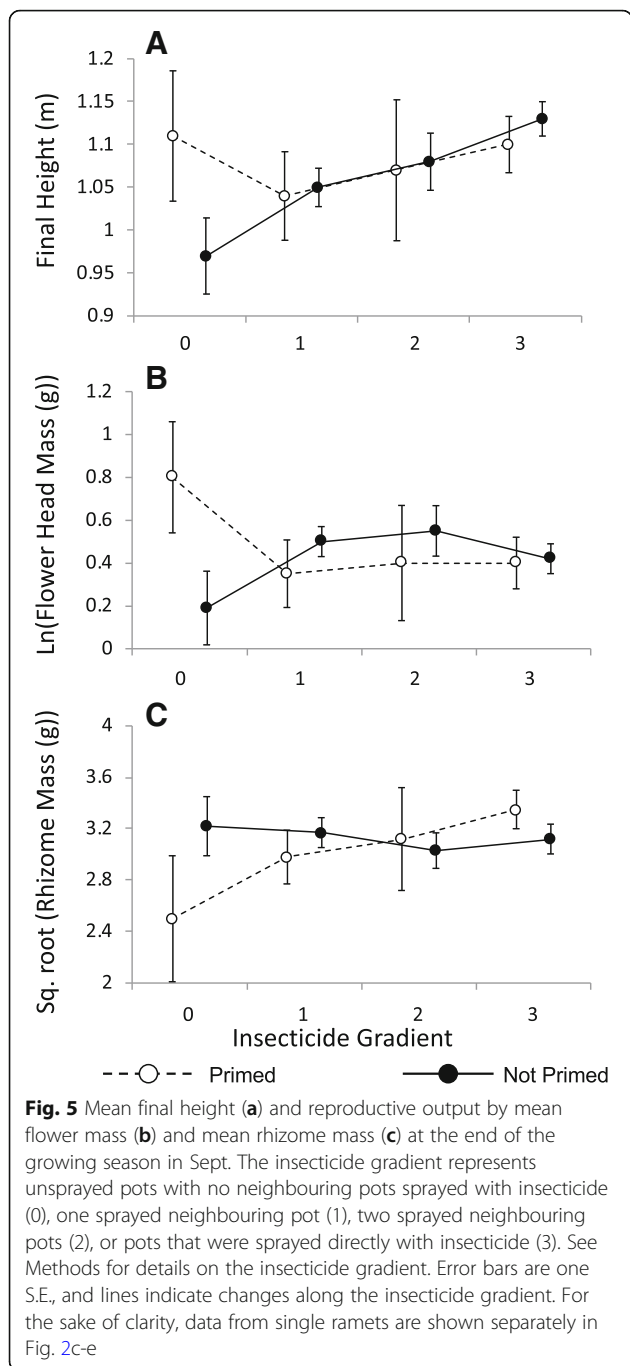 A
Final Height (m)
1.2
1.15
1.1
1.05
1
0.95
0.9
0 1 2 3
B
Ln(Flower Head Mass (g))
1.2
1
0.8
0.6
0.4
0.2
0
0 1 2 3
C
Sq. root (Rhizome Mass (g))
4
3.6
3.2
2.8
2.4
2
0 1 2 3
Insecticide Gradient
Primed Not Primed
Fig. 5 Mean final height (a) and reproductive output by mean
flower mass (b) and mean rhizome mass (c) at the end of the
growing season in Sept. The insecticide gradient represents
unsprayed pots with no neighbouring pots sprayed with insecticide
(0), one sprayed neighbouring pot (1), two sprayed neighbouring
pots (2), or pots that were sprayed directly with insecticide (3). See
Methods for details on the insecticide gradient. Error bars are one
S.E., and lines indicate changes along the insecticide gradient. For
the sake of clarity, data from single ramets are shown separately in
Fig. 2c-e